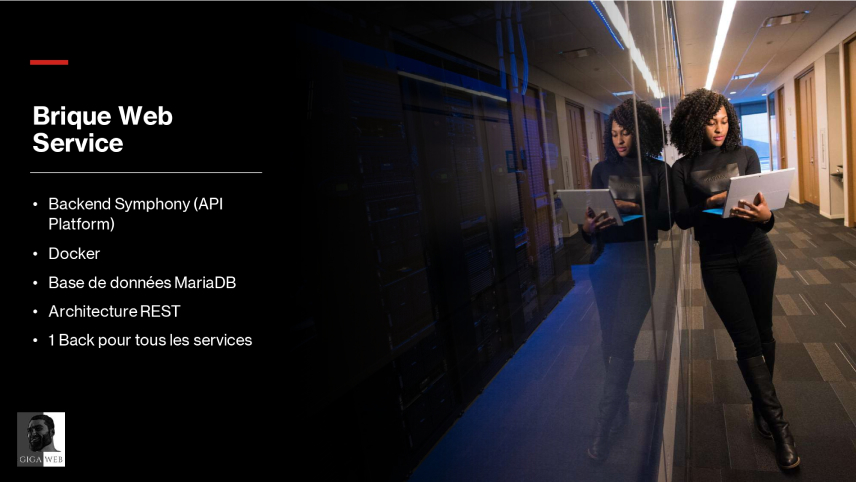 Brique Web
Service
• Backend Symphony (API
Platform)
• Docker
• Base de données MariaDB
• Architecture REST
• 1 Back pour tous les services
GIGA WEB